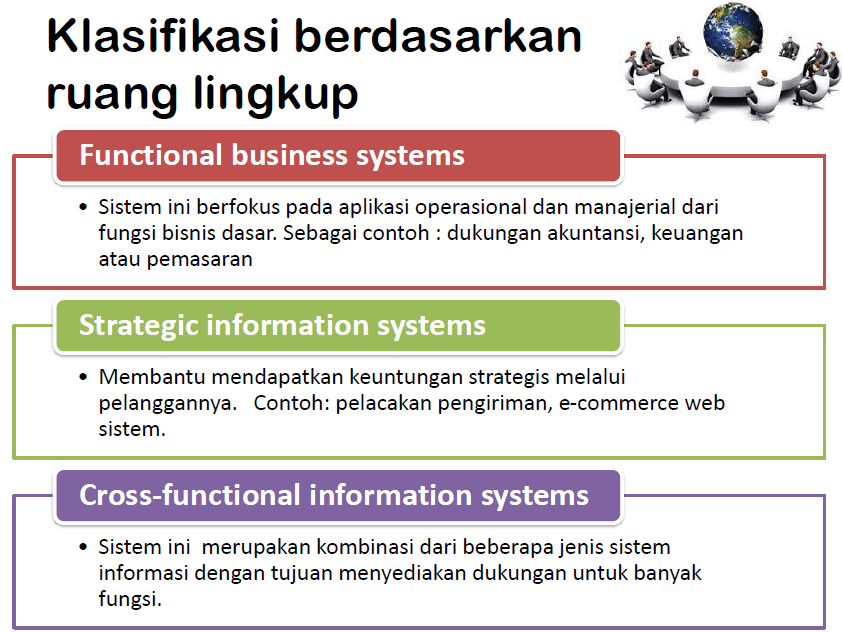 Klasifikasi berdasarkan
ruang lingkup
Functional business systems
• Sistem ini berfokus pada aplikasi operasional dan manajerial dari
fungsi bisnis dasar. Sebagai contoh : dukungan akuntansi, keuangan
atau pemasaran
Strategic information systems
• Membantu mendapatkan keuntungan strategis melalui
pelanggannya. Contoh: pelacakan pengiriman, e-commerce web
sistem.
Cross-functional information systems
• Sistem ini merupakan kombinasi dari beberapa jenis sistem
informasi dengan tujuan menyediakan dukungan untuk banyak
fungsi.